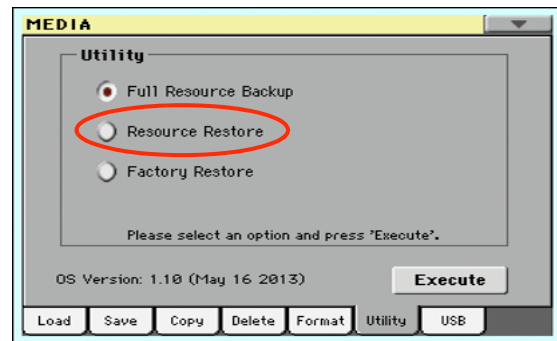 MEDIA
Utility
Full Resource Backup
Resource Restore
Factory Restore
Please select an option and press 'Execute'.
OS Version: 1.10 (May 16 2013)
Execute
Load Save Copy Delete Format Utility USB